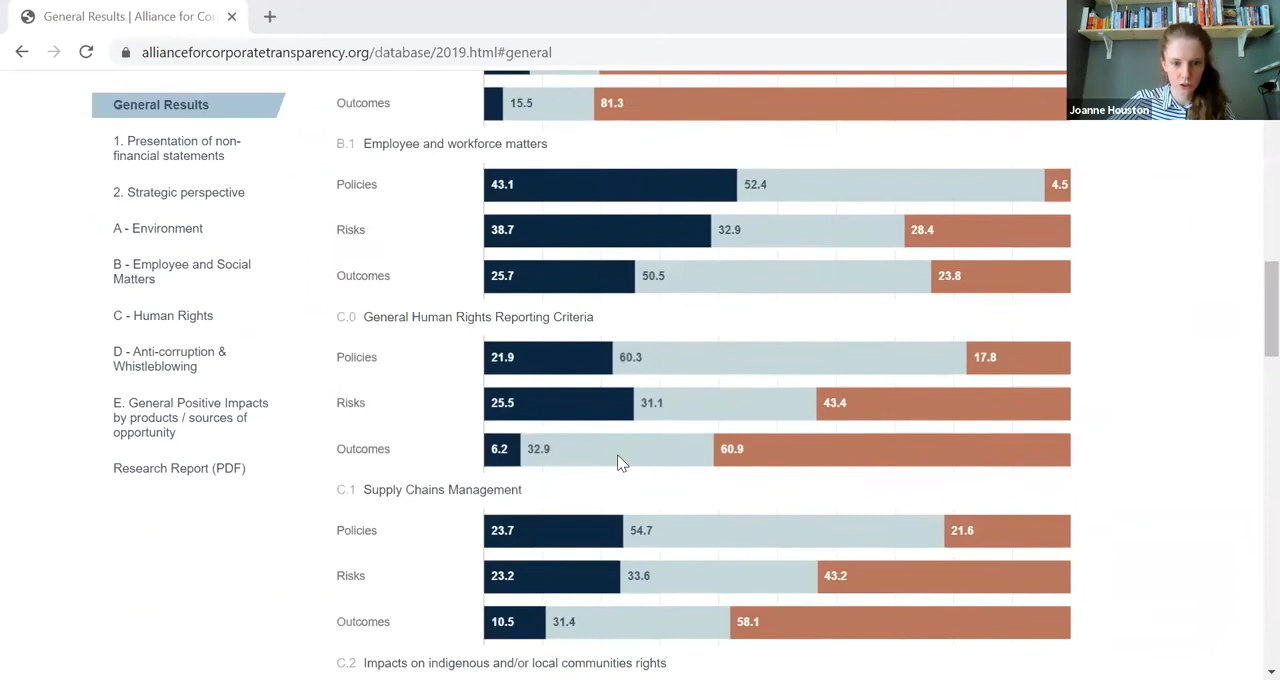 General Results | Alliance for Cor
allianceforcorporatetransparency.org/database/2019.html#general
Joanne Houston
General Results
1. Presentation of non-
financial statements
2. Strategic perspective
A - Environment
B - Employee and Social
Matters
C - Human Rights
D - Anti-corruption &
Whistleblowing
E. General Positive Impacts
by products / sources of
opportunity
Research Report (PDF)
Outcomes 15.5 81.3
B.1 Employee and workforce matters
Policies 43.1 52.4 4.5
Risks 38.7 32.9 28.4
Outcomes 25.7 50.5 23.8
C.0 General Human Rights Reporting Criteria
Policies 21.9 60.3 17.8
Risks 25.5 31.1 43.4
Outcomes 6.2 32.9 60.9
C.1 Supply Chains Management
Policies 23.7 54.7 21.6
Risks 23.2 33.6 43.2
Outcomes 10.5 31.4 58.1
C.2 Impacts on indigenous and/or local communities rights